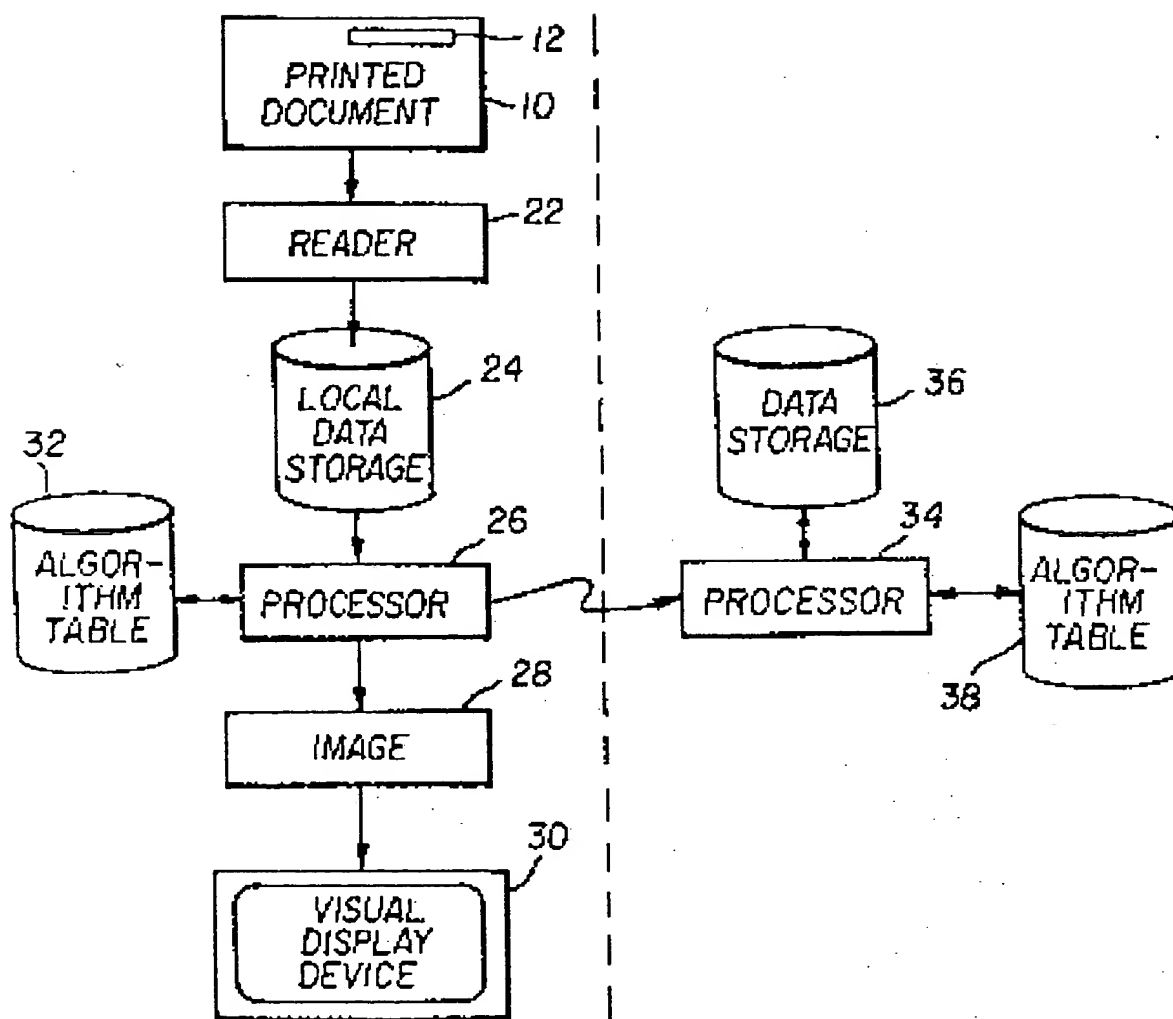 12
PRINTED
DOCUMENT
10
22
READER
24
LOCAL
DATA
STORAGE
36
DATA
STORAGE
32
ALGOR-
ITHM
TABLE
26
PROCESSOR
34
PROCESSOR
ALGOR-
ITHM
TABLE
38
28
IMAGE
30
VISUAL
DISPLAY
DEVICE